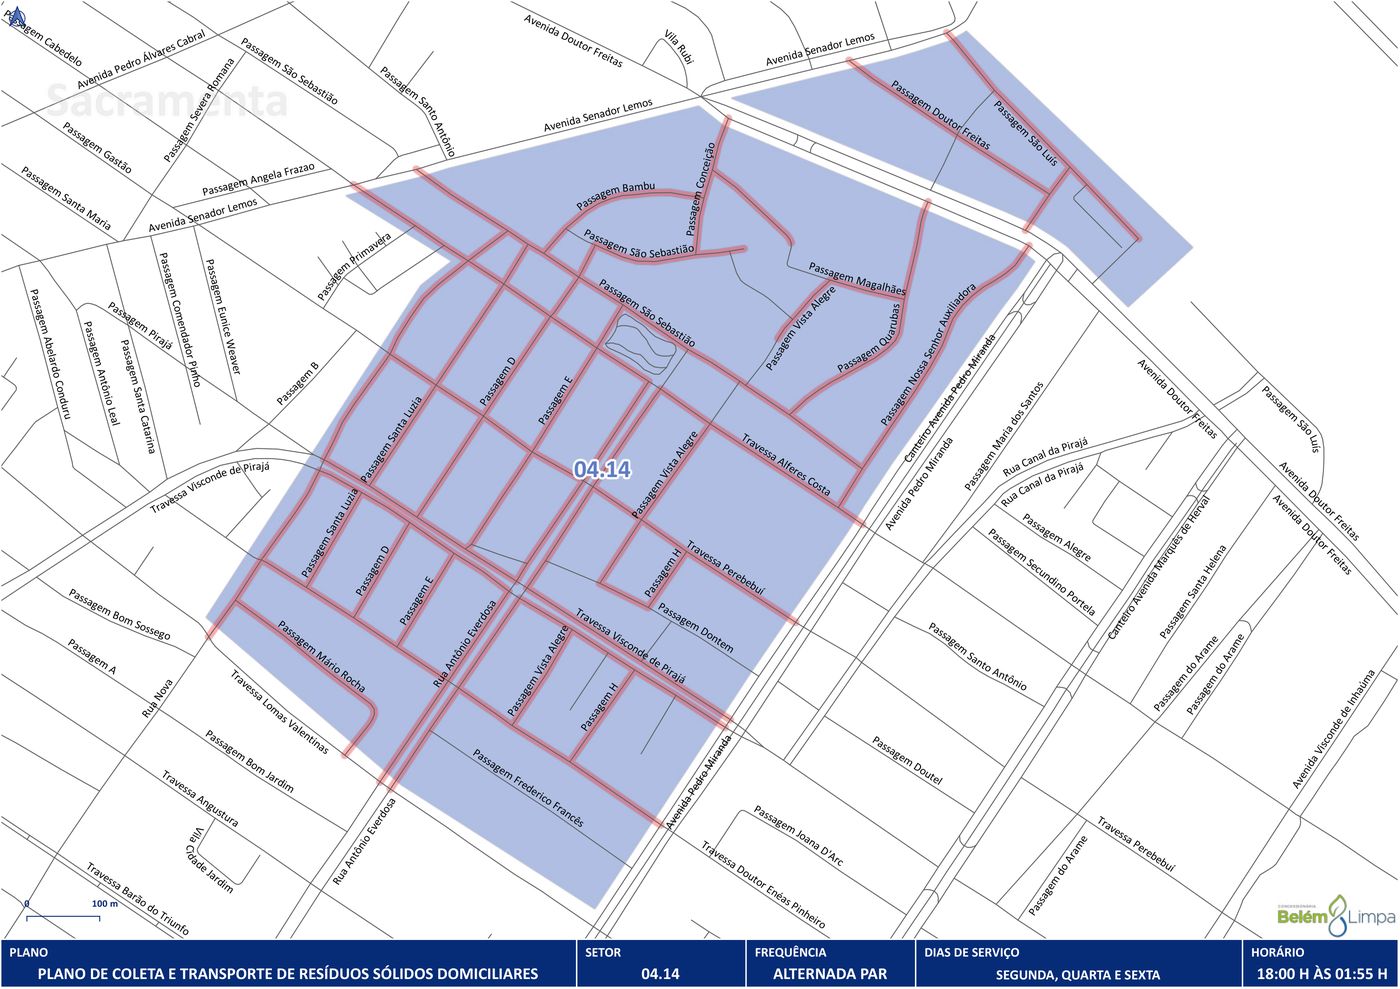 Passagem Cabedelo
Avenida Pedro Álvares Cabral
Passagem São Sebastião
Passagem Severa Romana
Passagem Santo Antônio
Avenida Doutor Freitas
Vila Rubi
Avenida Senador Lemos
Sacramenta
Avenida Senador Lemos
Passagem Gastão
Passagem Angela Frazao
Passagem Santa Maria
Avenida Senador Lemos
Passagem Doutor Freitas
Passagem São Luís
Passagem Conceição
Passagem Bambu
Passagem São Sebastião
Passagem Primavera
Passagem Magalhães
Passagem Vista Alegre
Passagem Quarubas
Passagem Nossa Senhor Auxiliadora
Passagem São Sebastião
Passagem Eunice Weaver
Passagem Comendador Pinho
Passagem Pirajá
Passagem Abelardo Conduru
Passagem Antônio Leal
Passagem Santa Catarina
Passagem B
Passagem D
Passagem E
Passagem Santa Luzia
Canteiro Avenida Pedro Miranda
Avenida Pedro Miranda
Passagem Maria dos Santos
Avenida Doutor Freitas
Passagem São Luís
Rua Canal da Pirajá
Rua Canal da Pirajá
Travessa Visconde de Pirajá
04.14
Passagem Vista Alegre
Travessa Alferes Costa
Avenida Doutor Freitas
Avenida Doutor Freitas
Canteiro Avenida Marquês de Herval
Passagem Alegre
Passagem Secundino Portela
Passagem Santa Helena
Passagem Santa Luzia
Passagem D
Passagem E
Passagem H
Travessa Perebebuí
Passagem Dontem
Passagem Bom Sossego
Passagem A
Rua Nova
Passagem Mário Rocha
Rua Antônio Everdosa
Travessa Visconde de Pirajá
Passagem Vista Alegre
Passagem H
Passagem Santo Antônio
Passagem do Arame
Passagem do Arame
Avenida Visconde de Inhaúma
Travessa Lomas Valentinas
Passagem Bom Jardim
Travessa Angustura
Vila Cidade Jardim
Passagem Frederico Francês
Avenida Pedro Miranda
Passagem Doutel
Passagem Joana D'Arc
Travessa Perebebuí
Passagem do Arame
Rua Antônio Everdosa
Travessa Doutor Enéas Pinheiro
Travessa Barão do Triunfo
0 100 m
CONCESSIONÁRIA
Belém Limpa
PLANO
PLANO DE COLETA E TRANSPORTE DE RESÍDUOS SÓLIDOS DOMICILIARES
SETOR
04.14
FREQUÊNCIA
ALTERNADA PAR
DIAS DE SERVIÇO
SEGUNDA, QUARTA E SEXTA
HORÁRIO
18:00 H ÀS 01:55 H